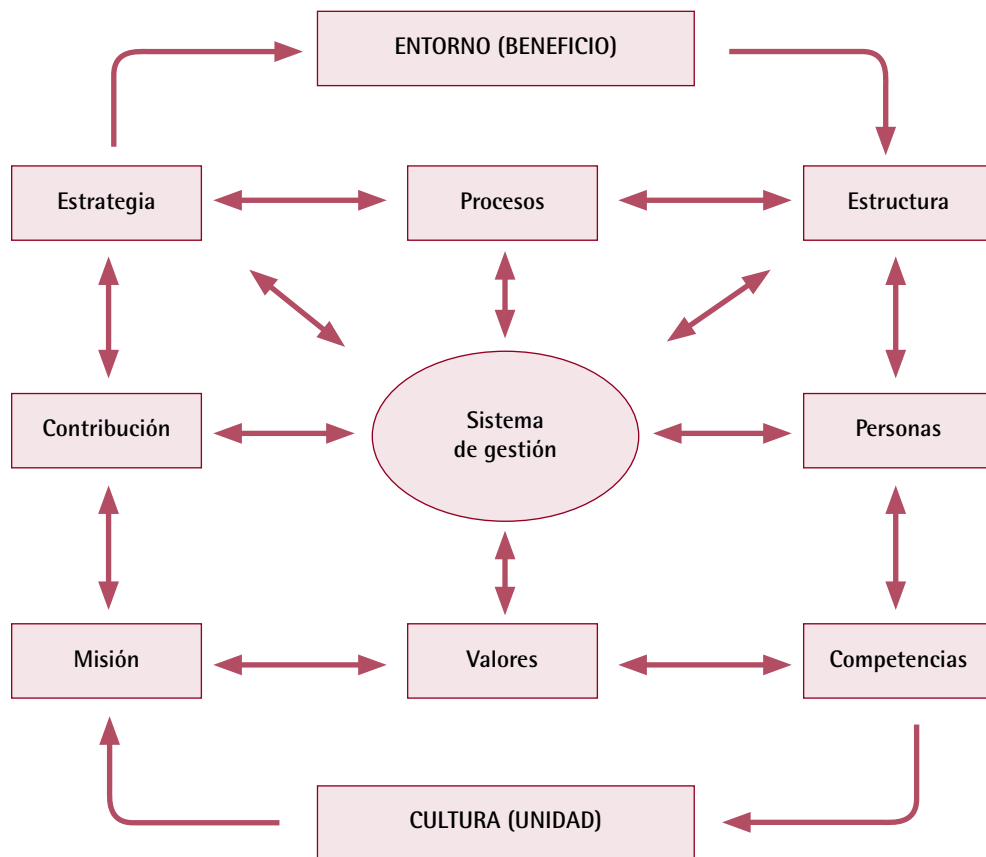 ENTORNO (BENEFICIO)
Estrategia
Procesos
Estructura
Contribución
Sistema
de gestión
Personas
Misión
Valores
Competencias
CULTURA (UNIDAD)